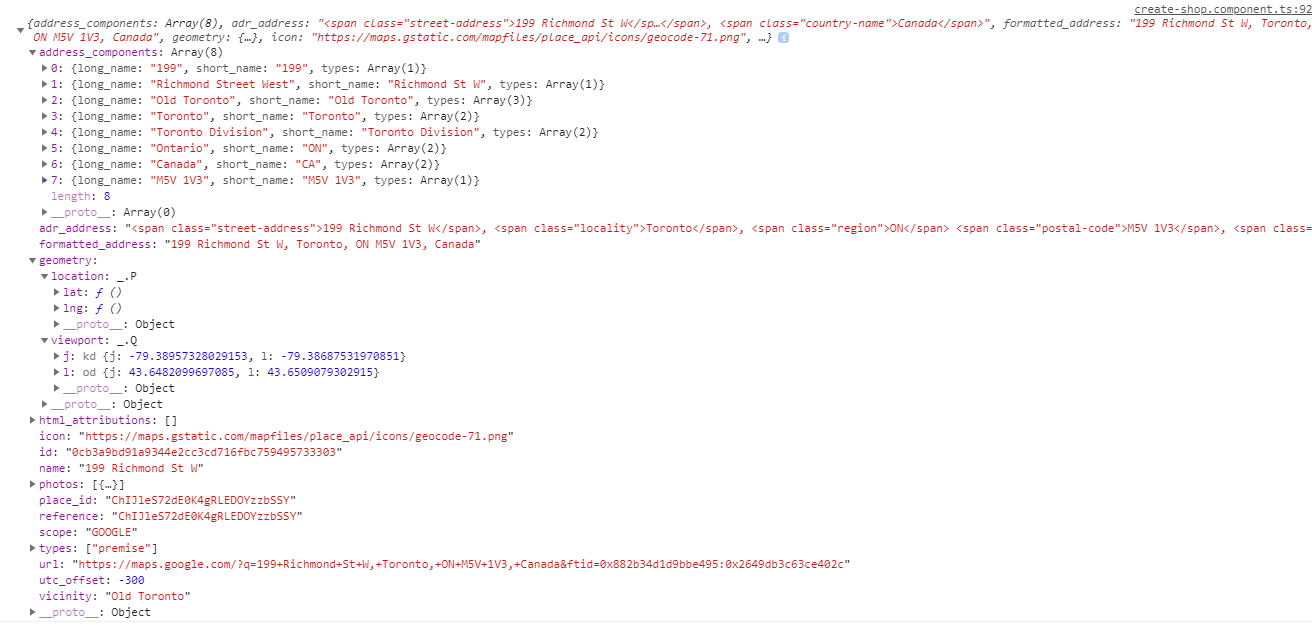 create-shop.component.ts:92
{address_components: Array(8), adr_address: "<span class="street-address">199 Richmond St W</sp…</span>, <span class="country-name">Canada</span>", formatted_address: "199 Richmond St W, Toronto,
ON M5V 1V3, Canada", geometry: {…}, icon: "https://maps.gstatic.com/mapfiles/place_api/icons/geocode-71.png", …} i
address_components: Array(8)
0: {long_name: "199", short_name: "199", types: Array(1)}
1: {long_name: "Richmond Street West", short_name: "Richmond St W", types: Array(1)}
2: {long_name: "Old Toronto", short_name: "Old Toronto", types: Array(3)}
3: {long_name: "Toronto", short_name: "Toronto", types: Array(2)}
4: {long_name: "Toronto Division", short_name: "Toronto Division", types: Array(2)}
5: {long_name: "Ontario", short_name: "ON", types: Array(2)}
6: {long_name: "Canada", short_name: "CA", types: Array(2)}
7: {long_name: "M5V 1V3", short_name: "M5V 1V3", types: Array(1)}
length: 8
__proto__: Array(0)
adr_address: "<span class="street-address">199 Richmond St W</span>, <span class="locality">Toronto</span>, <span class="region">ON</span> <span class="postal-code">M5V 1V3</span>, <span class=
formatted_address: "199 Richmond St W, Toronto, ON M5V 1V3, Canada"
geometry:
location: _.P
lat: ƒ ()
lng: ƒ ()
__proto__: Object
viewport: _.Q
j: kd {j: -79.38957328029153, l: -79.38687531970851}
l: od {j: 43.6482099697085, l: 43.6509079302915}
__proto__: Object
__proto__: Object
html_attributions: []
icon: "https://maps.gstatic.com/mapfiles/place_api/icons/geocode-71.png"
id: "0cb3a9bd91a9344e2cc3cd716fbc759495733303"
name: "199 Richmond St W"
photos: [{…}]
place_id: "ChIJleS72dE0K4gRLEDOYzzbSSY"
reference: "ChIJleS72dE0K4gRLEDOYzzbSSY"
scope: "GOOGLE"
types: ["premise"]
url: "https://maps.google.com/?q=199+Richmond+St+W,+Toronto,+ON+M5V+1V3,+Canada&ftid=0x882b34d1d9bbe495:0x2649db3c63ce402c"
utc_offset: -300
vicinity: "Old Toronto"
__proto__: Object